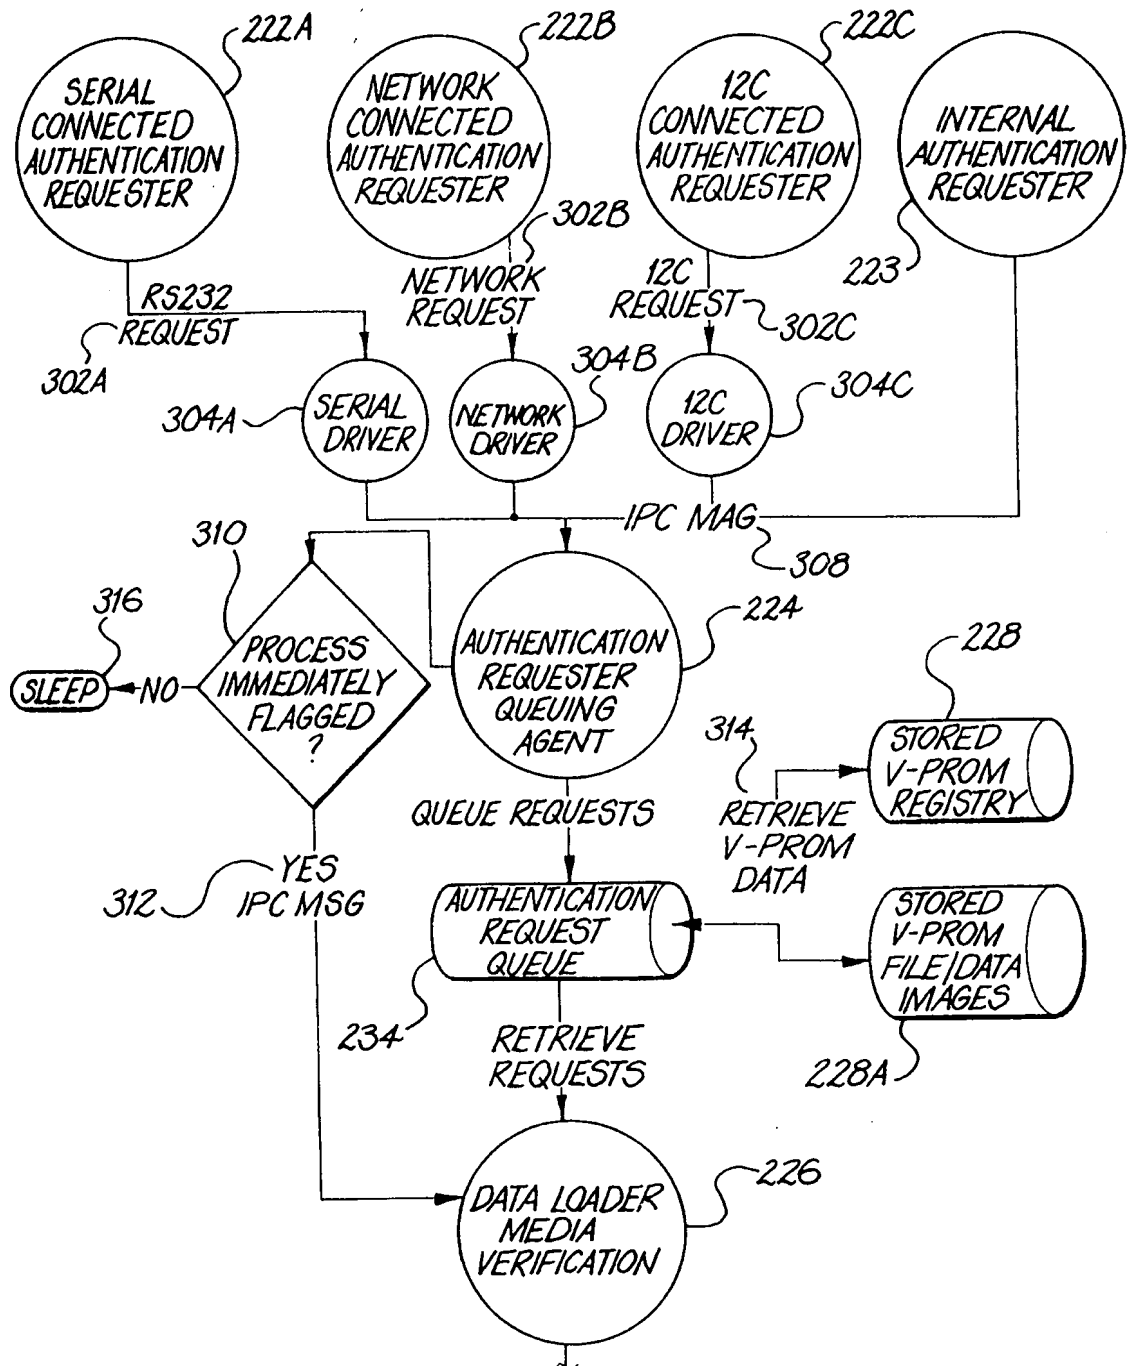 222A
222B
222C
SERIAL
CONNECTED
AUTHENTICATION
REQUESTER
NETWORK
CONNECTED
AUTHENTICATION
REQUESTER
12C
CONNECTED
AUTHENTICATION
REQUESTER
INTERNAL
AUTHENTICATION
REQUESTER
223
RS232
REQUEST
302A
302B
NETWORK
REQUEST
12C
REQUEST
302C
304A
SERIAL
DRIVER
304B
NETWORK
DRIVER
304C
12C
DRIVER
IPC MAG
308
310
316
SLEEP
NO
PROCESS
IMMEDIATELY
FLAGGED
?
224
AUTHENTICATION
REQUESTER
QUEUING
AGENT
228
314
STORED
V-PROM
REGISTRY
RETRIEVE
V-PROM
DATA
QUEUE REQUESTS
312
YES
IPC MSG
AUTHENTICATION
REQUEST
QUEUE
234
STORED
V-PROM
FILE/DATA
IMAGES
228A
RETRIEVE
REQUESTS
226
DATA LOADER
MEDIA
VERIFICATION